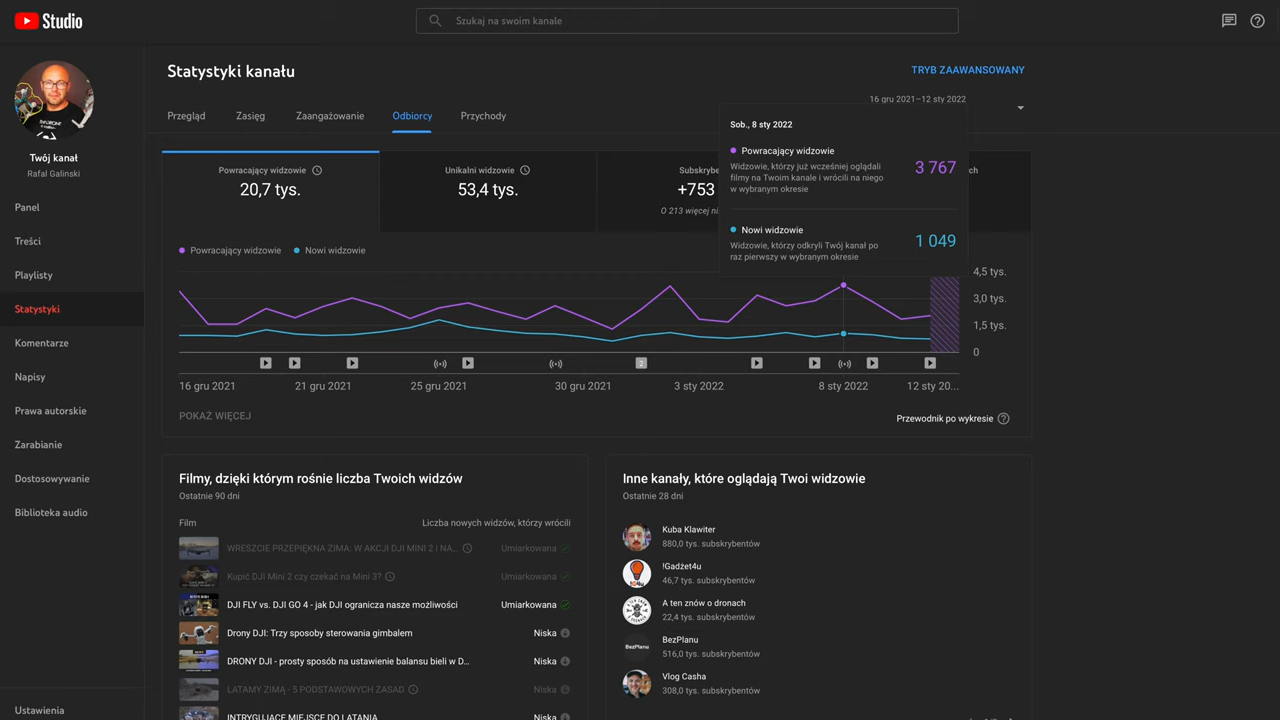 Studio
Szukaj na swoim kanale
Twój kanał
Rafal Galinski
Panel
Treści
Playlisty
Statystyki
Komentarze
Napisy
Prawa autorskie
Zarabianie
Dostosowywanie
Biblioteka audio
Ustawienia
Statystyki kanału
TRYB ZAAWANSOWANY
16 gru 2021–12 sty 2022
Przegląd
Zasięg
Zaangażowanie
Odbiorcy
Przychody
Powracający widzowie
20,7 tys.
Unikalni widzowie
53,4 tys.
Subskrybe
+753
O 213 więcej ni
ch
Sob., 8 sty 2022
Powracający widzowie
3 767
Widzowie, którzy już wcześniej oglądali
filmy na Twoim kanale i wrócili na niego
w wybranym okresie
Nowi widzowie
1 049
Widzowie, którzy odkryli Twój kanał po
raz pierwszy w wybranym okresie
Powracający widzowie
Nowi widzowie
4,5 tys.
3,0 tys.
1,5 tys.
0
2
16 gru 2021
21 gru 2021
25 gru 2021
30 gru 2021
3 sty 2022
8 sty 2022
12 sty 20...
POKAŻ WIĘCEJ
Przewodnik po wykresie
Filmy, dzięki którym rośnie liczba Twoich widzów
Ostatnie 90 dni
Film
Liczba nowych widzów, którzy wrócili
WRESZCIE PRZEPIĘKNA ZIMA: W AKCJI DJI MINI 2 i NA...
Umiarkowana
Kupić DJI Mini 2 czy czekać na Mini 3?
Umiarkowana
DJI FLY vs. DJI GO 4 - jak DJI ogranicza nasze możliwości
Umiarkowana
Drony DJI: Trzy sposoby sterowania gimbalem
Niska
DRONY DJI - prosty sposób na ustawienie balansu bieli w D...
Niska
LATAMY ZIMĄ - 5 PODSTAWOWYCH ZASAD
Niska
INTRYGUJĄCE MIEJSCE DO LATANIA
Niska
Inne kanały, które oglądają Twoi widzowie
Ostatnie 28 dni
Kuba Klawiter
880,0 tys. subskrybentów
!Gadżet4u
46,7 tys. subskrybentów
A ten znów o dronach
22,4 tys. subskrybentów
BezPlanu
BezPlanu
516,0 tys. subskrybentów
Vlog Casha
308,0 tys. subskrybentów